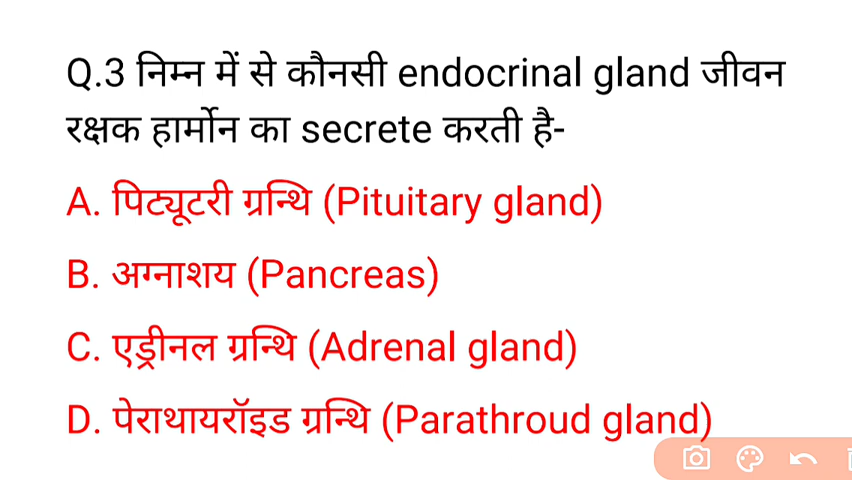 Q.3 निम्न में से कौनसी endocrinal gland जीवन
रक्षक हार्मोन का secrete करती है-
A. पिट्यूटरी ग्रन्थि (Pituitary gland)
B. अग्नाशय (Pancreas)
C. एड्रीनल ग्रन्थि (Adrenal gland)
D. पेराथायरॉइड ग्रन्थि (Parathroud gland)